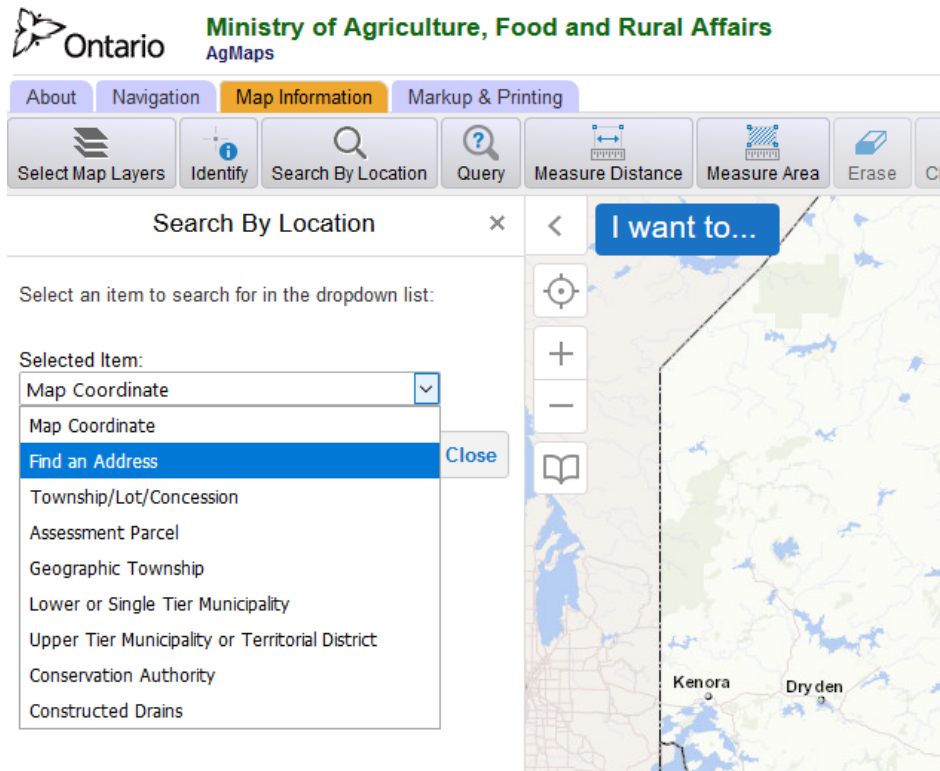 Ontario
Ministry of Agriculture, Food and Rural Affairs
AgMaps
About
Navigation
Map Information
Markup & Printing
Select Map Layers
Identify
Search By Location
Query
Measure Distance
Measure Area
Erase
Search By Location
I want to...
Select an item to search for in the dropdown list:
Selected Item:
Map Coordinate
Map Coordinate
Find an Address
Close
Township/Lot/Concession
Assessment Parcel
Geographic Township
Lower or Single Tier Municipality
Upper Tier Municipality or Territorial District
Conservation Authority
Constructed Drains
Kenora
Dryden